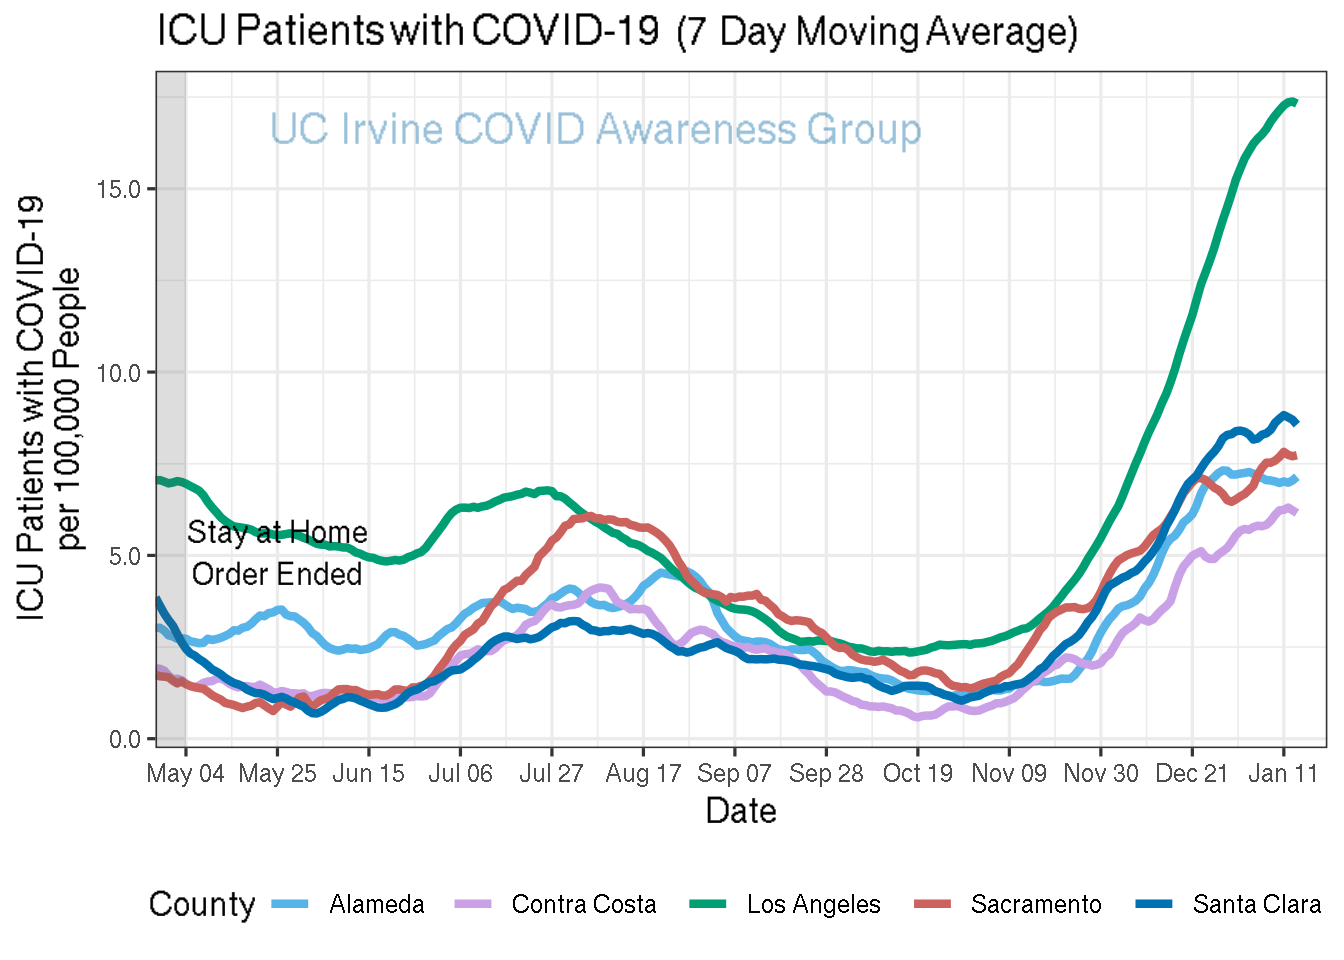 ICU Patients with COVID-19 (7 Day Moving Average)
UC Irvine COVID Awareness Group
ICU Patients with COVID-19
per 100,000 People
15.0
10.0
5.0
0.0
Stay at Home
Order Ended
May 04 May 25 Jun 15 Jul 06 Jul 27 Aug 17 Sep 07 Sep 28 Oct 19 Nov 09 Nov 30 Dec 21 Jan 11
Date
County Alameda Contra Costa Los Angeles Sacramento Santa Clara